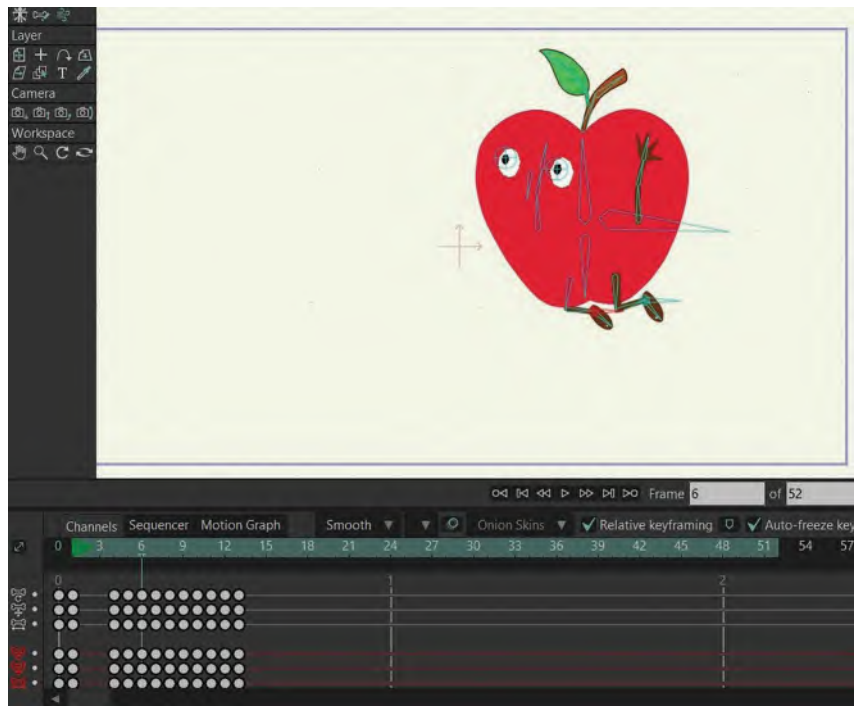 Layer
T
Camera
Workspace
Frame 6 of 52
Channels Sequencer Motion Graph Smooth Onion Skins Relative keyframing Auto-freeze key
0 3 6 9 12 15 18 21 24 27 30 33 36 39 42 45 48 51 54 57
0 1 2